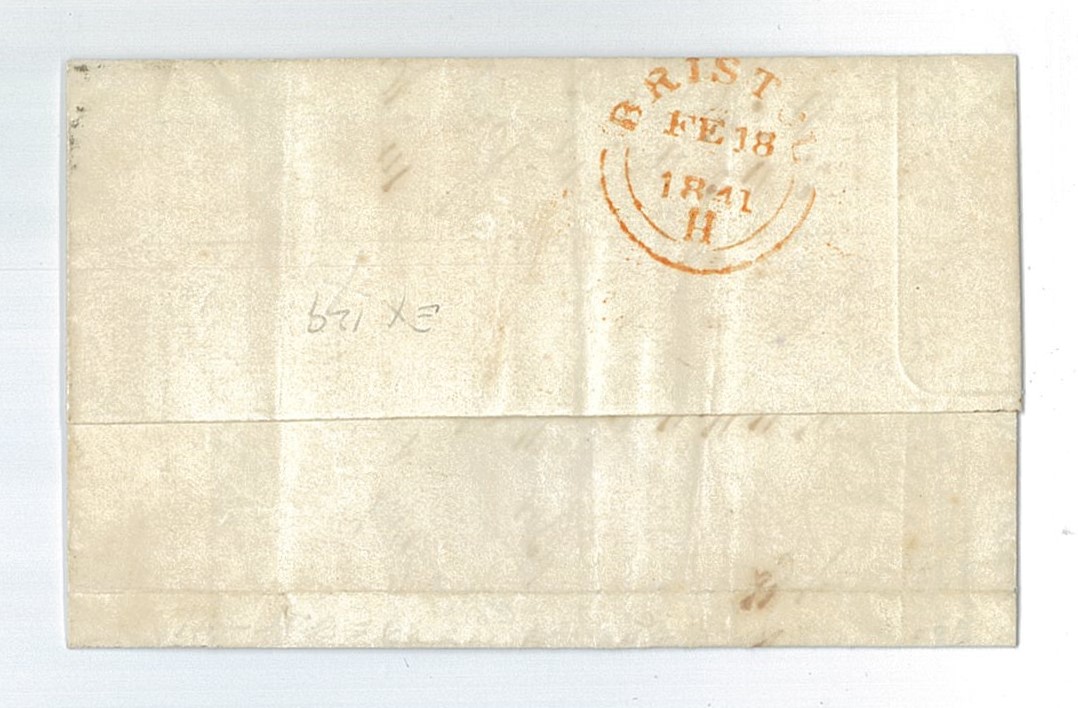 BRISTOL
FE 18
1841
H
EX 129